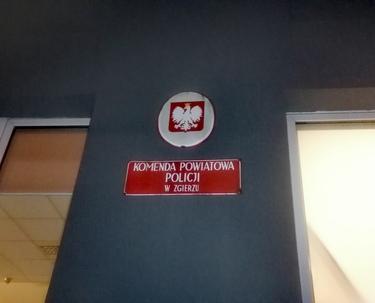 KOMENDA POWIATOWA
POLICJI
W ZGIERZU